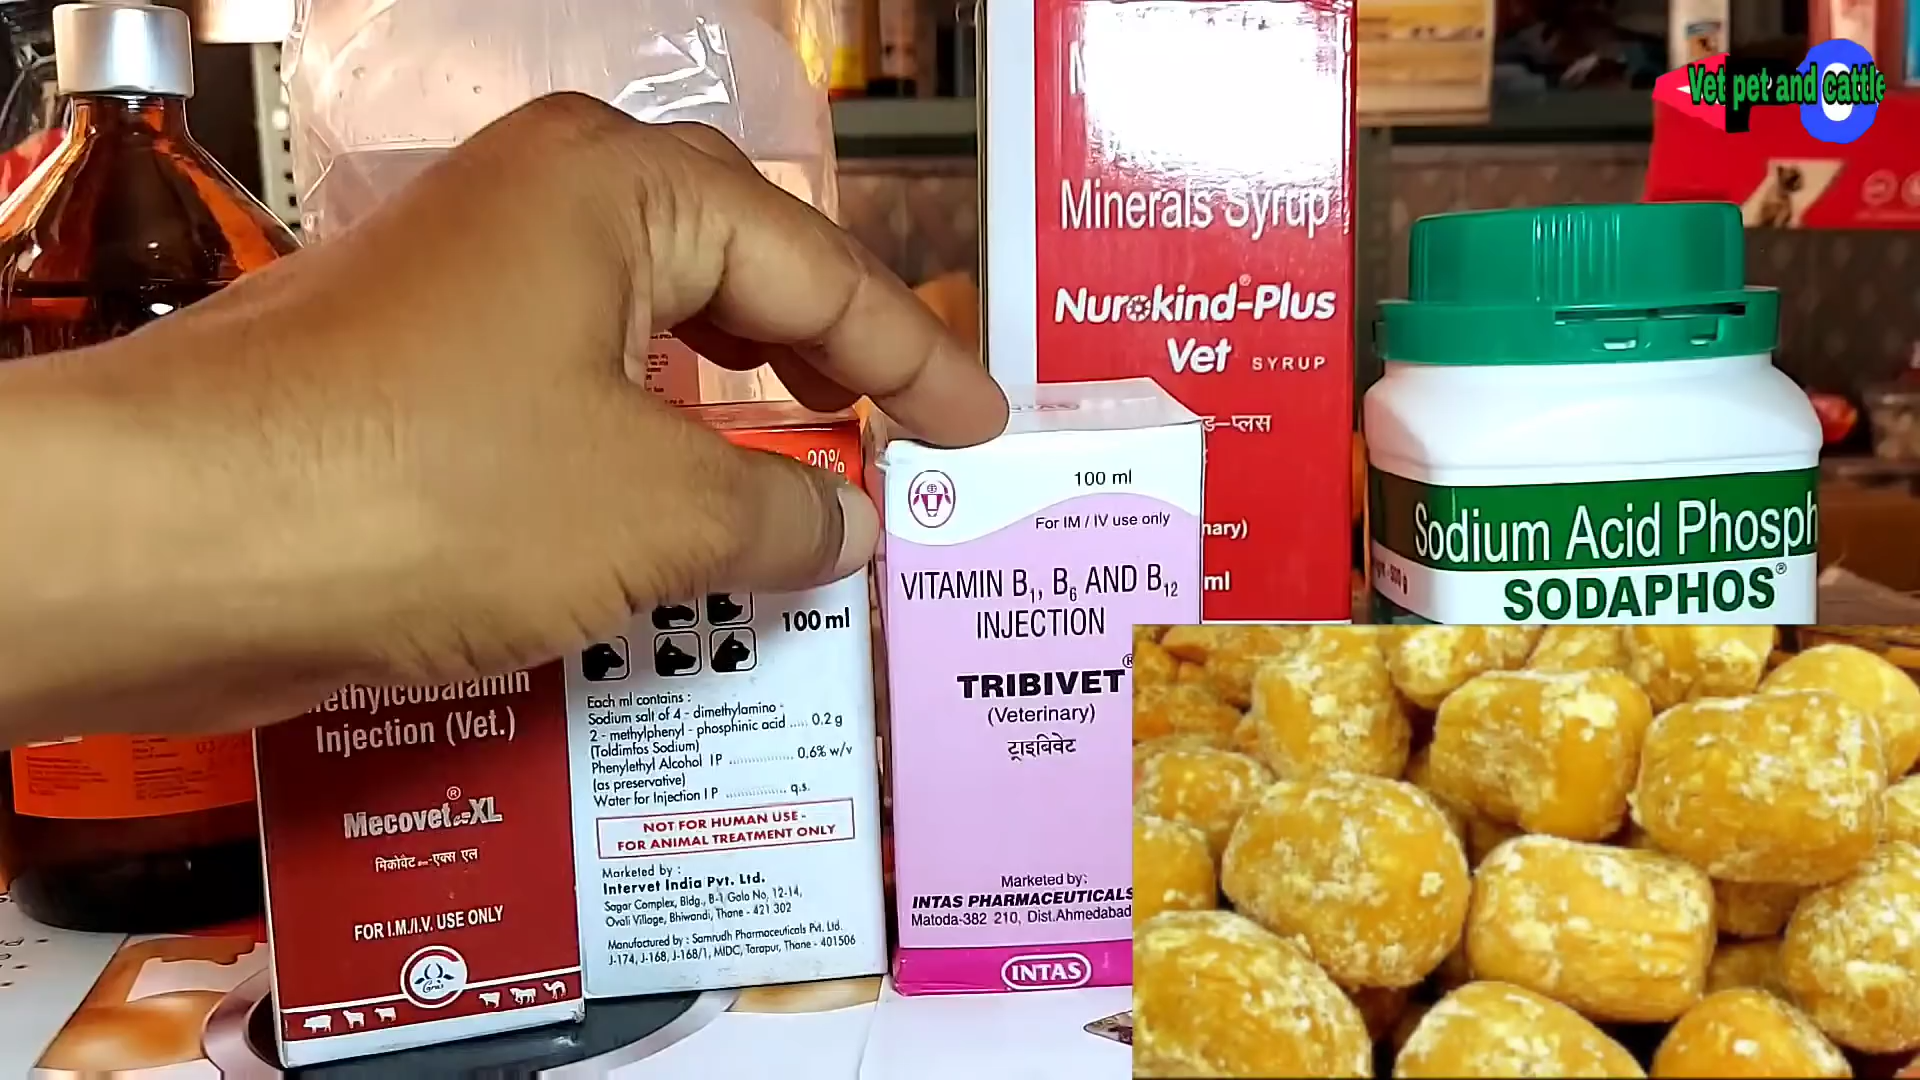 Vet pet and cattle
Minerals Syrup
Nurokind-Plus
Vet SYRUP
ड-प्लस
nary)
ml
Sodium Acid Phosph
SODAPHOS®
20%
100 ml
Each ml contains :
Sodium salt of 4 - dimethylamino -
2 - methylphenyl - phosphinic acid ..... 0.2 g
(Toldimfos Sodium)
Phenylethyl Alcohol I P ................ 0.6% w/v
(as preservative)
Water for Injection I P .............. q.s.
NOT FOR HUMAN USE -
FOR ANIMAL TREATMENT ONLY
Marketed by :
Intervet India Pvt. Ltd.
Sagar Complex, Bldg., B-1 Gala No, 12-14,
Ovali Village, Bhiwandi, Thane - 421 302
Manufactured by : Samrudh Pharmaceuticals Pvt. Ltd.
J-174, J-168, J-168/1, MIDC, Tarapur, Thane - 401506
100 ml
For IM / IV use only
VITAMIN B1, B6 AND B12
INJECTION
TRIBIVET®
(Veterinary)
ट्राइबिवेट
Marketed by:
INTAS PHARMACEUTICALS
Matoda-382 210, Dist.Ahmedabad
INTAS
ethylcobalamin
Injection (Vet.)
Mecovet®-XL
मिकोवेट-एक्स एल
FOR I.M./I.V. USE ONLY